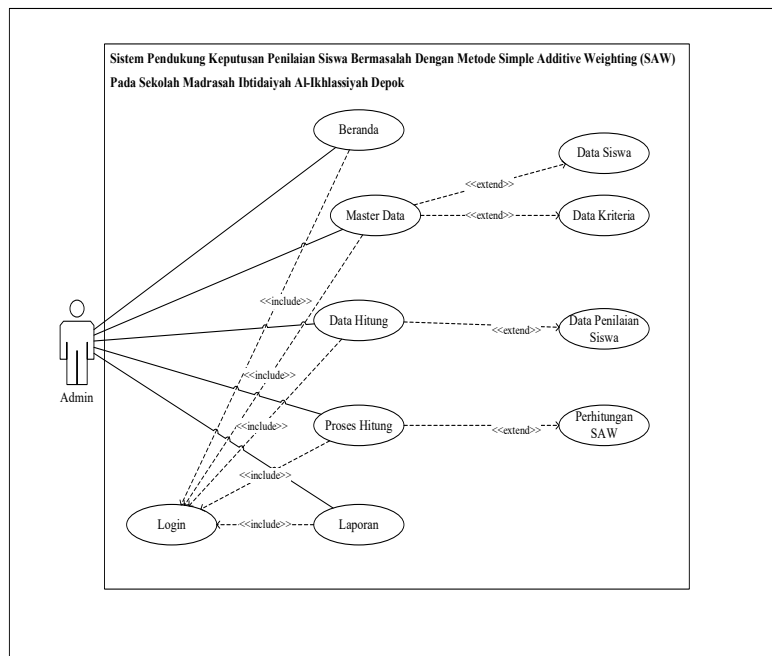 Sistem Pendukung Keputusan Penilaian Siswa Bermasalah Dengan Metode Simple Additive Weighting (SAW)
Pada Sekolah Madrasah Ibtidaiyah Al-Ikhlassiyah Depok
Beranda
Data Siswa
<<extend>>
Master Data
<<extend>>
Data Kriteria
<<include>>
Data Hitung
<<extend>>
Data Penilaian
Siswa
Admin
<<include>>
<<include>>
Proses Hitung
<<extend>>
Perhitungan
SAW
<<include>>
Login
<<include>>
Laporan